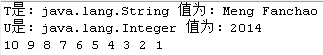 T是：java.lang.String 值为：Meng Fanchao
U是：java.lang.Integer 值为：2014
10 9 8 7 6 5 4 3 2 1